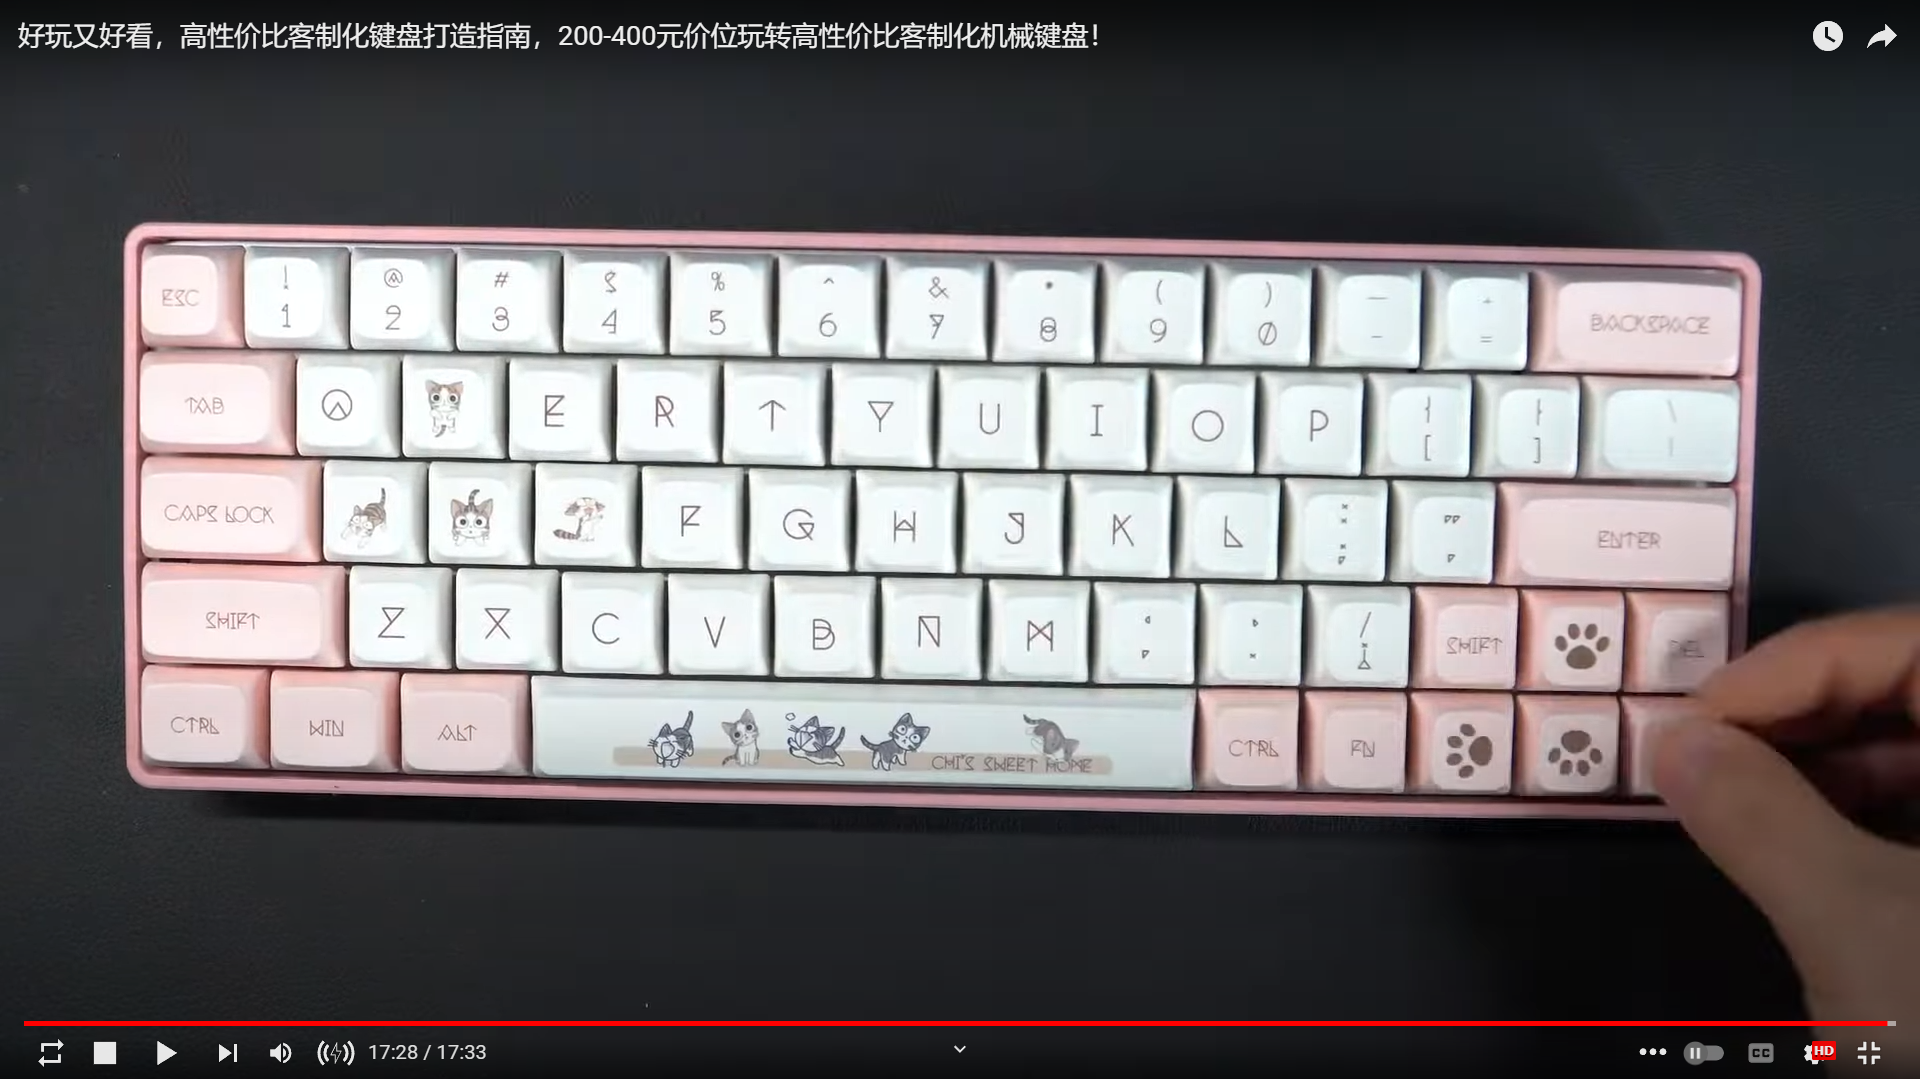 好玩又好看，高性价比客制化键盘打造指南，200-400元价位玩转高性价比客制化机械键盘！
ESC ! 1 @ 2 # 3 $ 4 % 5 ^ 6 & 7 * 8 ( 9 ) 0 — - + = BACKSPACE
TAB Q E R T Y U I O P { [ } ] \ |
CAPS LOCK F G H J K L : ; " ' ENTER
SHIFT Z X C V B N M , . / SHIFT DEL
CTRL WIN ALT CHI'S SWEET HOME CTRL FN
17:28 / 17:33
CC HD